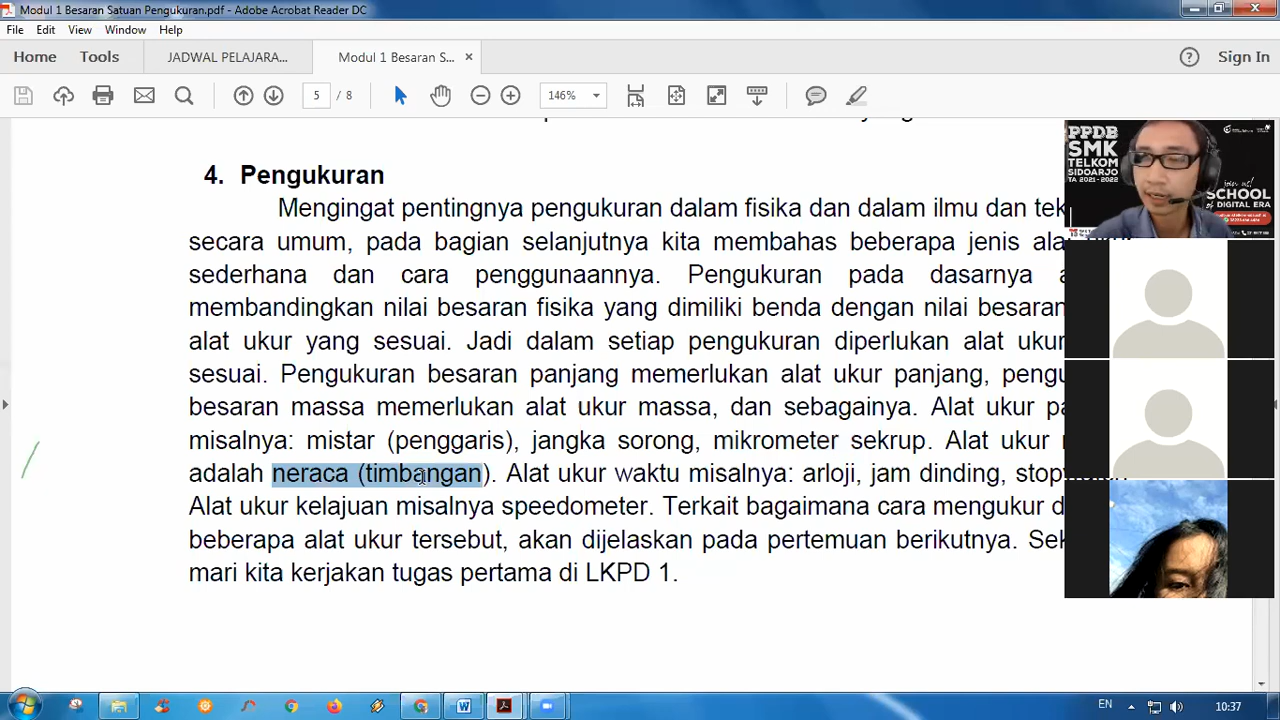 Modul 1 Besaran Satuan Pengukuran.pdf - Adobe Acrobat Reader DC
File Edit View Window Help
Home Tools JADWAL PELAJARA... Modul 1 Besaran S... × Sign In
5 / 8 146%
4. Pengukuran
Mengingat pentingnya pengukuran dalam fisika dan dalam ilmu dan tek
secara umum, pada bagian selanjutnya kita membahas beberapa jenis ala
sederhana dan cara penggunaannya. Pengukuran pada dasarnya a
membandingkan nilai besaran fisika yang dimiliki benda dengan nilai besaran
alat ukur yang sesuai. Jadi dalam setiap pengukuran diperlukan alat ukur
sesuai. Pengukuran besaran panjang memerlukan alat ukur panjang, pengu
besaran massa memerlukan alat ukur massa, dan sebagainya. Alat ukur pa
misalnya: mistar (penggaris), jangka sorong, mikrometer sekrup. Alat ukur
adalah neraca (timbangan). Alat ukur waktu misalnya: arloji, jam dinding, stop
Alat ukur kelajuan misalnya speedometer. Terkait bagaimana cara mengukur d
beberapa alat ukur tersebut, akan dijelaskan pada pertemuan berikutnya. Sek
mari kita kerjakan tugas pertama di LKPD 1.
PPDB
SMK
TELKOM
SIDOARJO
TA 2021-2022
join us!
SCHOOL
of DIGITAL ERA
EN 10:37